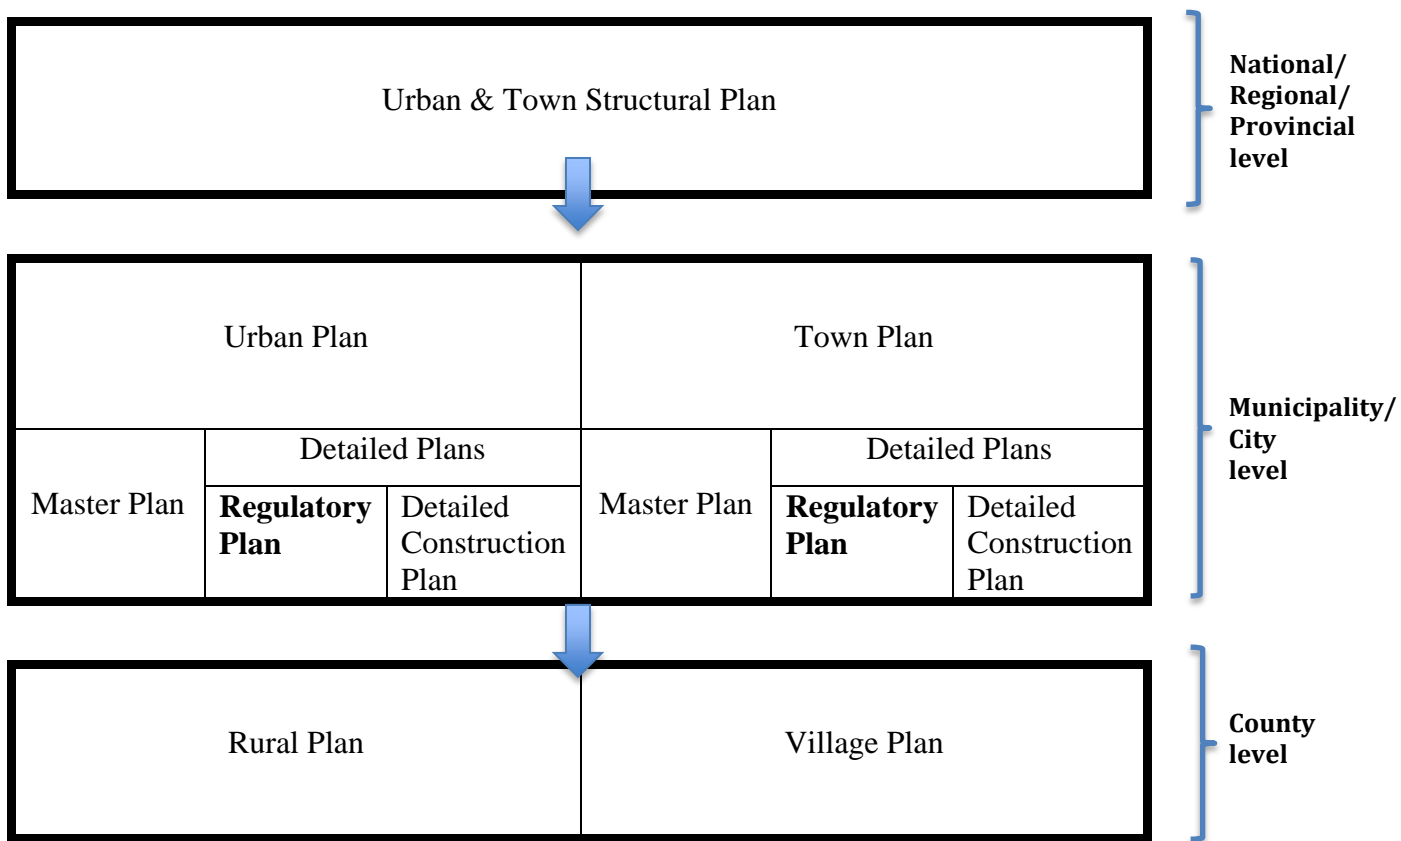 Urban & Town Structural Plan
National/
Regional/
Provincial
level
Urban Plan
Town Plan
Master Plan
Detailed Plans
Regulatory
Plan
Detailed
Construction
Plan
Master Plan
Detailed Plans
Regulatory
Plan
Detailed
Construction
Plan
Municipality/
City
level
Rural Plan
Village Plan
County
level